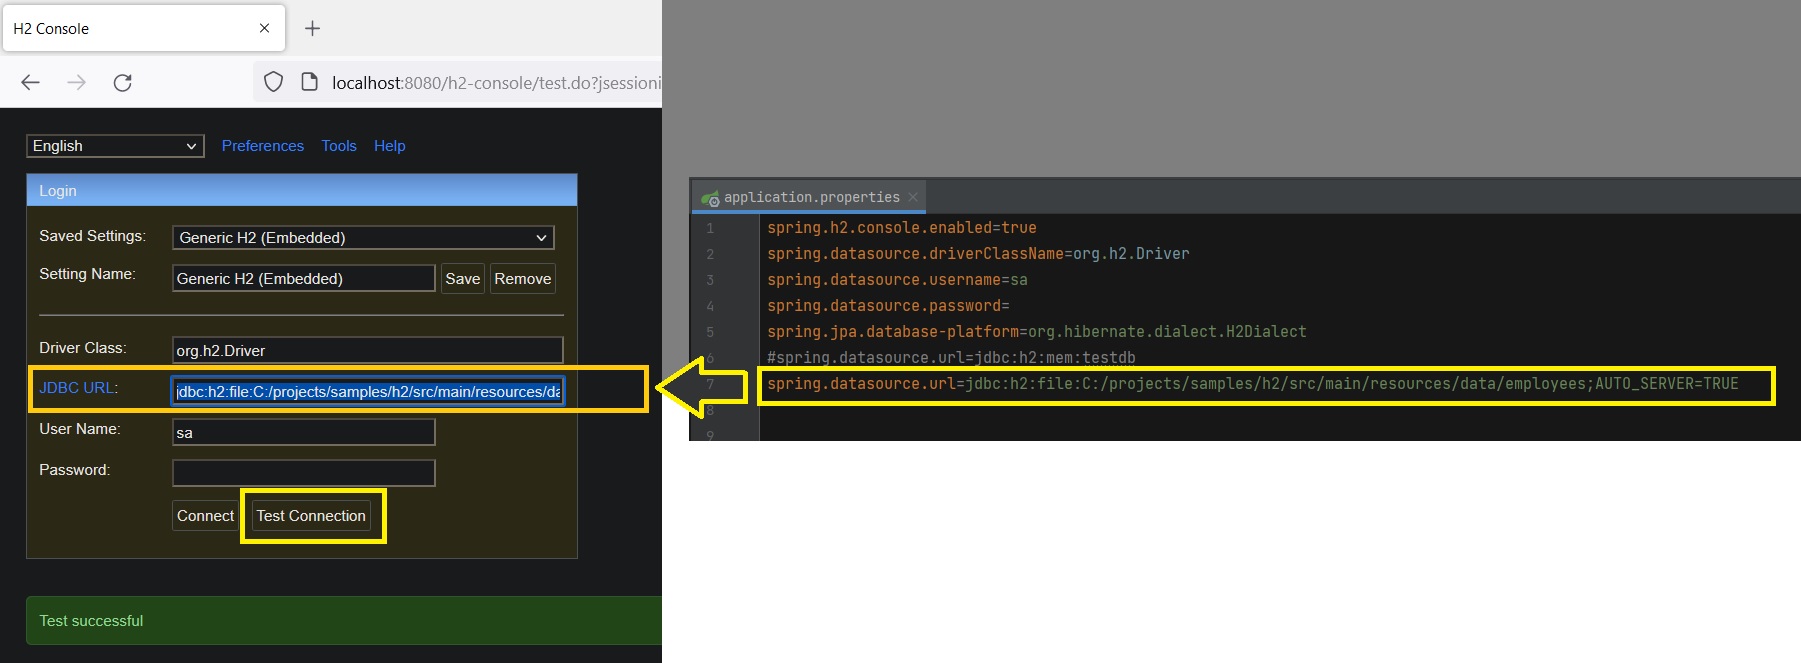 H2 Console
localhost:8080/h2-console/test.do?jsessioni
English Preferences Tools Help
Login
Saved Settings: Generic H2 (Embedded)
Setting Name: Generic H2 (Embedded) Save Remove
Driver Class: org.h2.Driver
JDBC URL: jdbc:h2:file:C:/projects/samples/h2/src/main/resources/da
User Name: sa
Password:
Connect Test Connection
Test successful
application.properties
1 spring.h2.console.enabled=true
2 spring.datasource.driverClassName=org.h2.Driver
3 spring.datasource.username=sa
4 spring.datasource.password=
5 spring.jpa.database-platform=org.hibernate.dialect.H2Dialect
6 #spring.datasource.url=jdbc:h2:mem:testdb
7 spring.datasource.url=jdbc:h2:file:C:/projects/samples/h2/src/main/resources/data/employees;AUTO_SERVER=TRUE
8
9